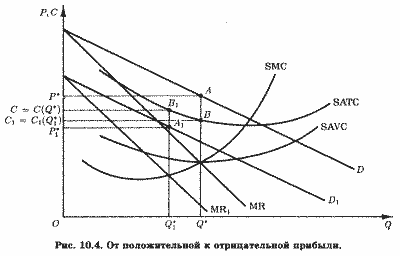 P, C
SMC
P*
A
B₁
SATC
C = C(Q*)
B
C₁ = C₁(Q₁*)
A₁
SAVC
P₁*
D
D₁
MR₁
MR
O
Q₁*
Q*
Q
Рис. 10.4. От положительной к отрицательной прибыли.